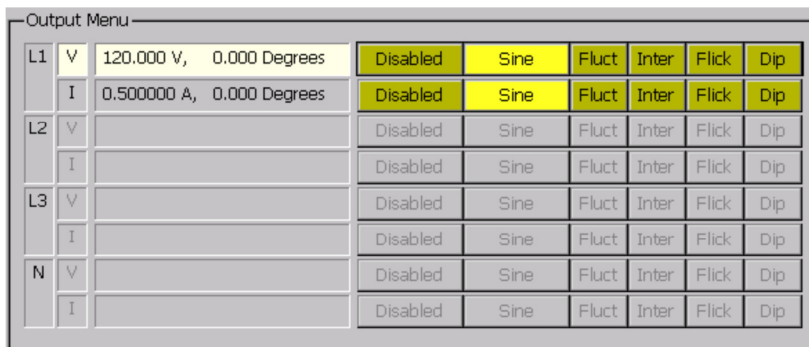 Output Menu
L1 V 120.000 V, 0.000 Degrees Disabled Sine Fluct Inter Flick Dip
I 0.500000 A, 0.000 Degrees Disabled Sine Fluct Inter Flick Dip
L2 V Disabled Sine Fluct Inter Flick Dip
I Disabled Sine Fluct Inter Flick Dip
L3 V Disabled Sine Fluct Inter Flick Dip
I Disabled Sine Fluct Inter Flick Dip
N V Disabled Sine Fluct Inter Flick Dip
I Disabled Sine Fluct Inter Flick Dip